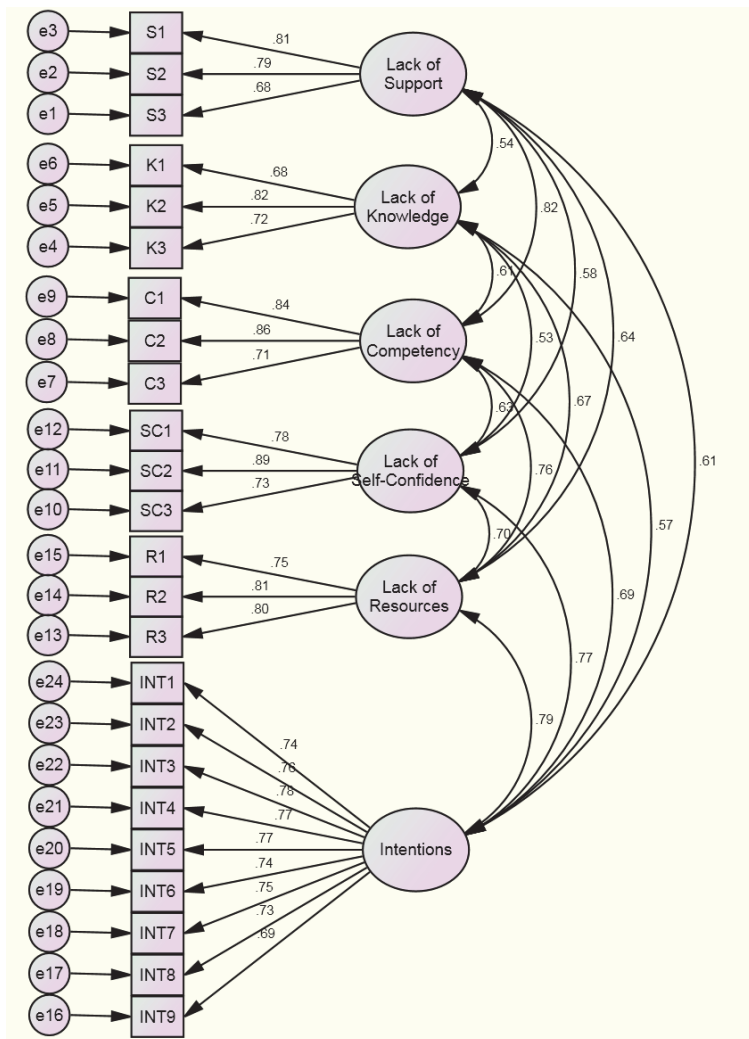 e3
S1
.81
e2
S2
.79
e1
S3
.68
Lack of
Support
e6
K1
.68
e5
K2
.82
e4
K3
.72
Lack of
Knowledge
e9
C1
.84
e8
C2
.86
e7
C3
.71
Lack of
Competency
e12
SC1
.78
e11
SC2
.89
e10
SC3
.73
Lack of
Self-Confidence
e15
R1
.75
e14
R2
.81
e13
R3
.80
Lack of
Resources
e24
INT1
.74
e23
INT2
.76
e22
INT3
.78
e21
INT4
.77
e20
INT5
.77
e19
INT6
.74
e18
INT7
.75
e17
INT8
.73
e16
INT9
.69
Intentions
.54
.82
.61
.58
.53
.64
.67
.63
.76
.61
.70
.57
.69
.77
.79